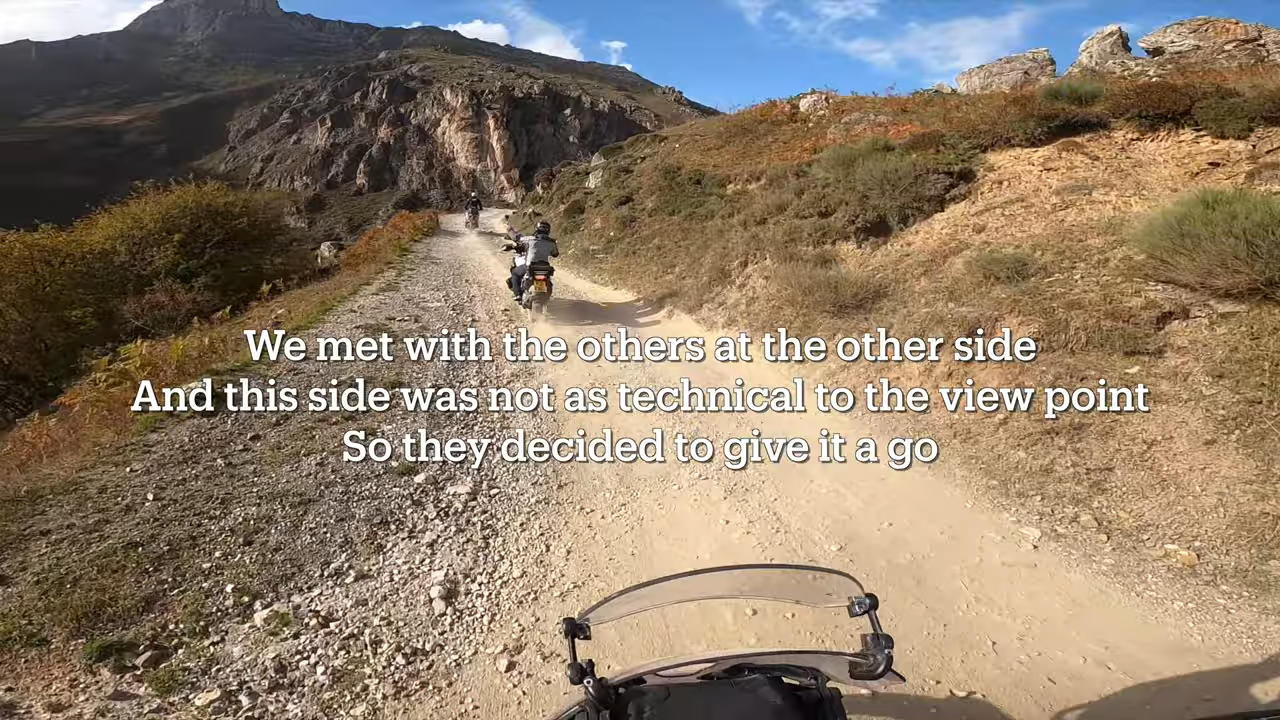 We met with the others at the other side
And this side was not as technical to the view point
So they decided to give it a go